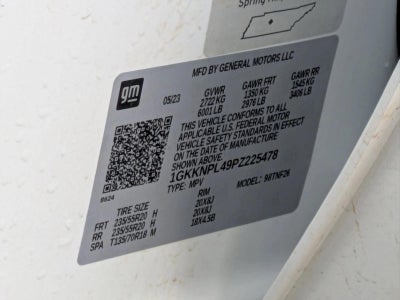 Spring Hill,
gm
MFD BY GENERAL MOTORS LLC
05/23
GVWR GAWR FRT GAWR RR
2722 KG 1350 KG 1545 KG
6001 LB 2976 LB 3406 LB
THIS VEHICLE CONFORMS TO ALL
APPLICABLE U.S. FEDERAL MOTOR
VEHICLE SAFETY STANDARDS IN EFFECT
ON THE DATE OF MANUFACTURE
SHOWN ABOVE.
1GKKNPL49PZ225478
TYPE: MPV MODEL: 98TNF26
8624
TIRE SIZE RIM
FRT 235/55R20 H 20X8J
RR 235/55R20 H 20X8J
SPA T135/70R18 M 18X4.5B